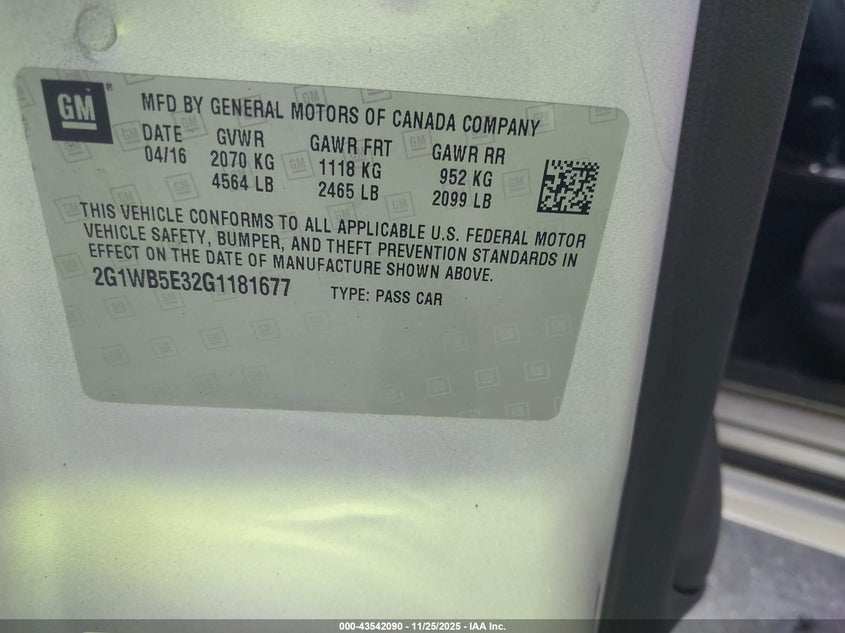 GM ®
MFD BY GENERAL MOTORS OF CANADA COMPANY
DATE GVWR GAWR FRT GAWR RR
04/16 2070 KG 1118 KG 952 KG
4564 LB 2465 LB 2099 LB
THIS VEHICLE CONFORMS TO ALL APPLICABLE U.S. FEDERAL MOTOR
VEHICLE SAFETY, BUMPER, AND THEFT PREVENTION STANDARDS IN
EFFECT ON THE DATE OF MANUFACTURE SHOWN ABOVE.
2G1WB5E32G1181677 TYPE: PASS CAR
000-43542090 - 11/25/2025 - IAA Inc.